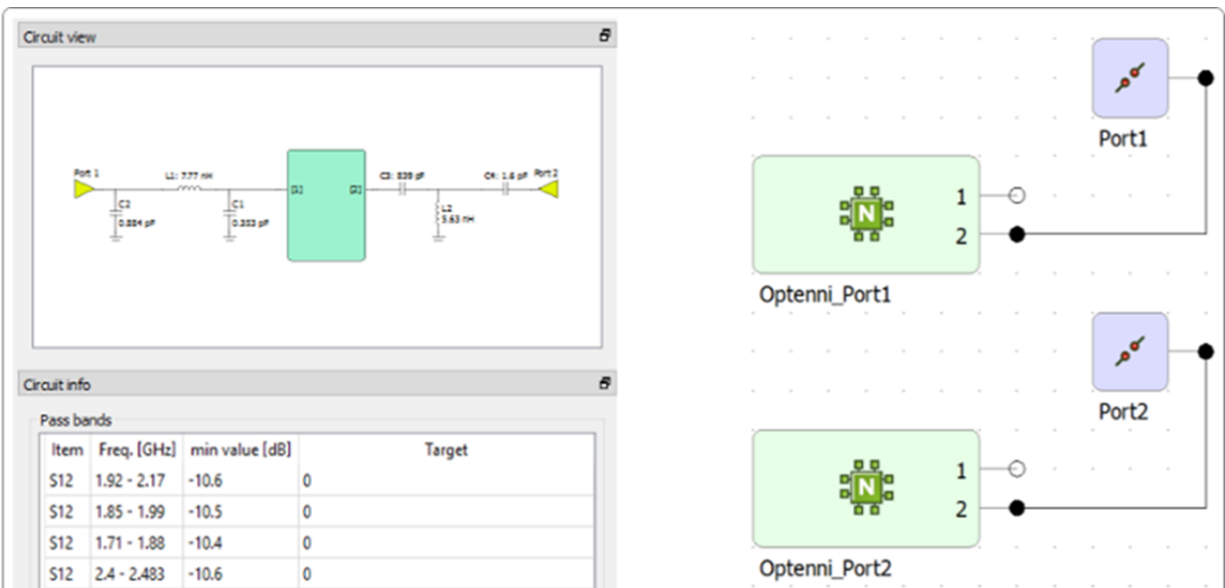 Circuit view
Port 1
L1: 7.77 nH
C3: 839 pF
C4: 1.6 pF
Port 2
[1]
[2]
C2
0.884 pF
C1
0.353 pF
L2
5.63 nH
Circuit info
Pass bands
Item Freq. [GHz] min value [dB] Target
S12 1.92 - 2.17 -10.6 0
S12 1.85 - 1.99 -10.5 0
S12 1.71 - 1.88 -10.4 0
S12 2.4 - 2.483 -10.6 0
Port1
N
1
2
Optenni_Port1
Port2
N
1
2
Optenni_Port2